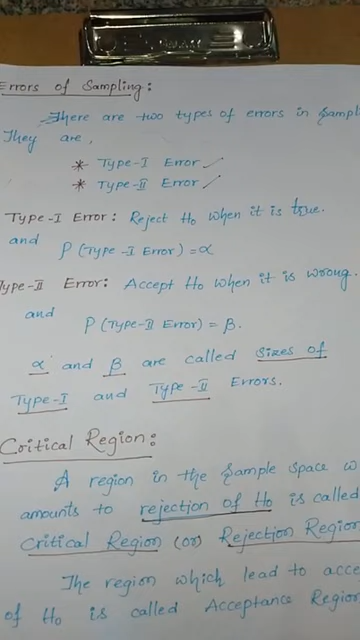 Errors of Sampling:
There are two types of errors in Sampl
They are,
* Type-I Error ✓
* Type-II Error ✓
Type-I Error: Reject Ho when it is true.
and
P (Type-I Error) = α
Type-II Error: Accept Ho when it is wrong.
and
P (Type-II Error) = β.
α and β are called Sizes of
Type-I and Type-II Errors.
Critical Region:
A region in the Sample space w
amounts to rejection of Ho is called
Critical Region (or) Rejection Region
The region which lead to acce
of Ho is called Acceptance Region